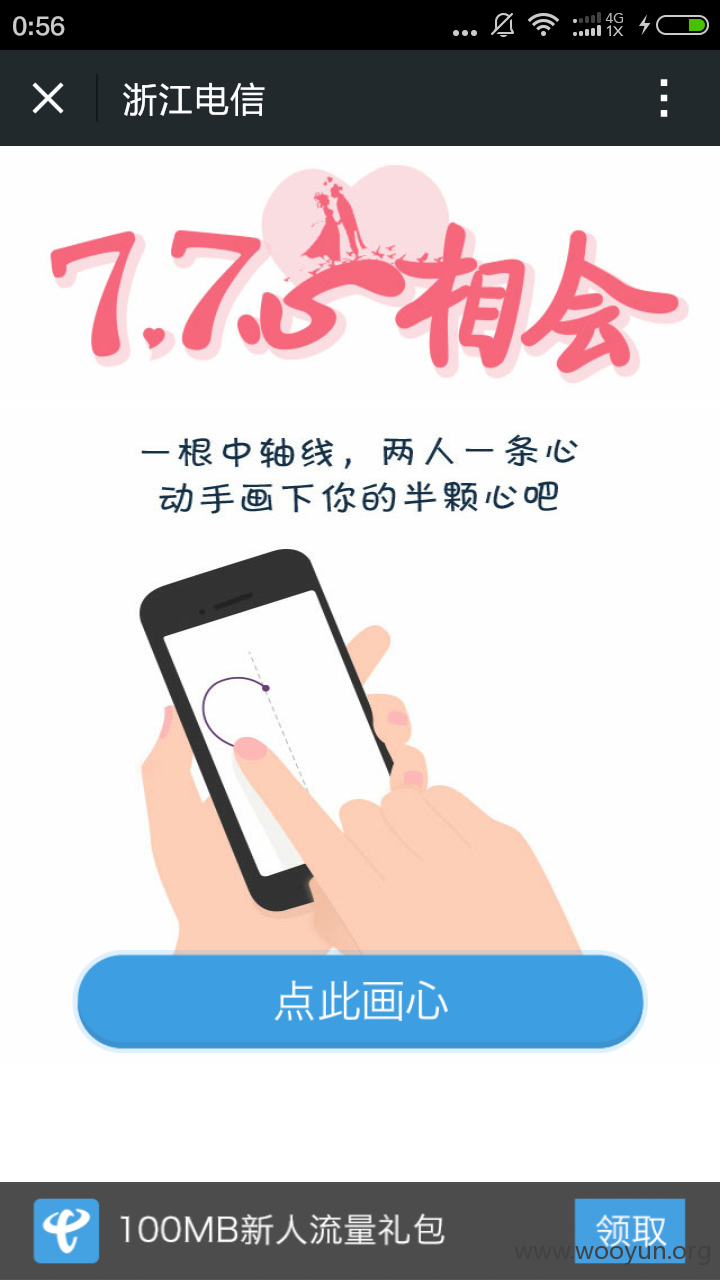 0:56
4G
1X
浙江电信
7,7心相会
一根中轴线，两人一条心
动手画下你的半颗心吧
点此画心
100MB新人流量礼包
领取
www.wooyun.org